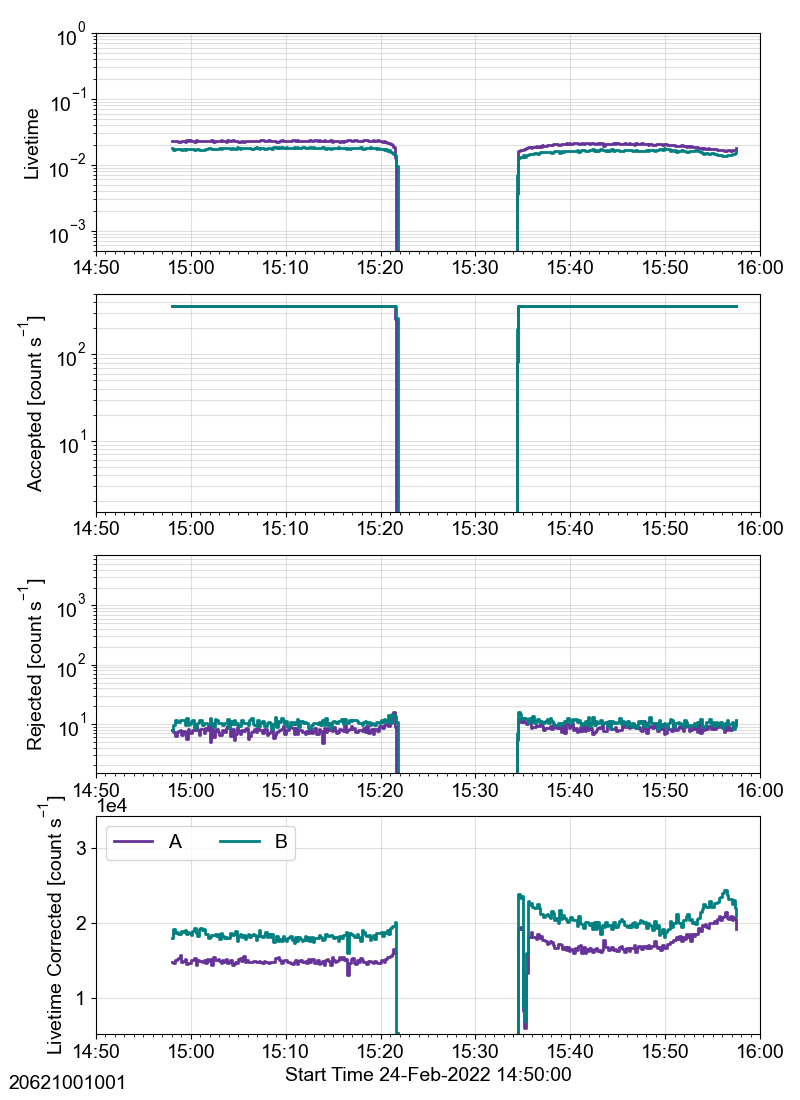 10^0
10^−1
10^−2
10^−3
Livetime
14:50 15:00 15:10 15:20 15:30 15:40 15:50 16:00
10^2
10^1
Accepted [count s^−1]
14:50 15:00 15:10 15:20 15:30 15:40 15:50 16:00
10^3
10^2
10^1
Rejected [count s^−1]
14:50 15:00 15:10 15:20 15:30 15:40 15:50 16:00
1e4
A B
3
2
1
Livetime Corrected [count s^−1]
14:50 15:00 15:10 15:20 15:30 15:40 15:50 16:00
Start Time 24-Feb-2022 14:50:00
20621001001